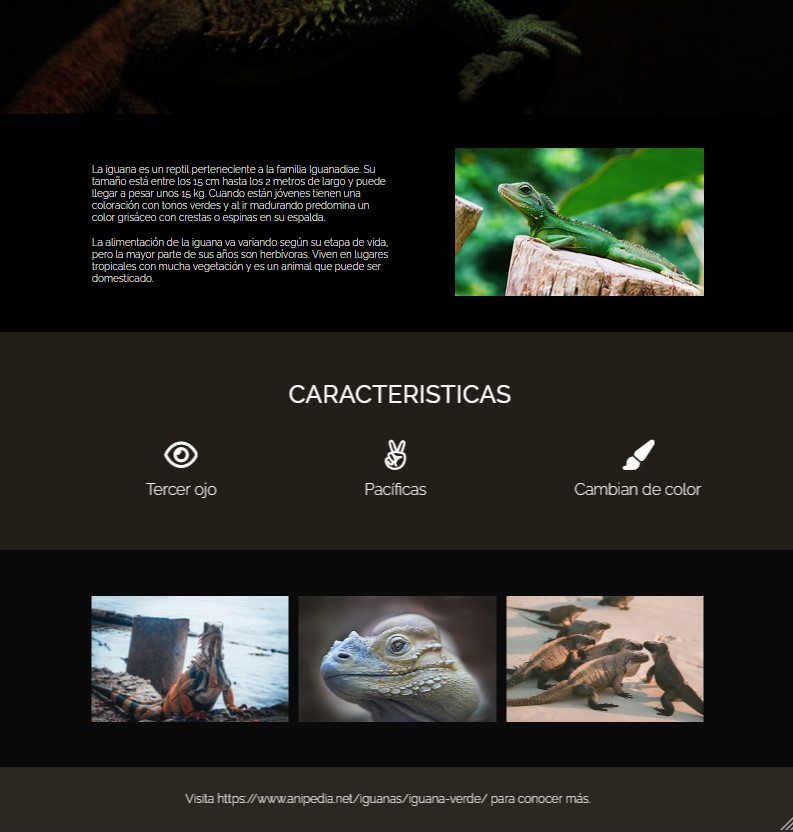 La iguana es un reptil perteneciente a la familia Iguanadiae. Su
tamaño está entre los 15 cm hasta los 2 metros de largo y puede
llegar a pesar unos 15 kg. Cuando están jóvenes tienen una
coloración con tonos verdes y al ir madurando predomina un
color grisáceo con crestas o espinas en su espalda.
La alimentación de la iguana va variando según su etapa de vida,
pero la mayor parte de sus años son herbívoras. Viven en lugares
tropicales con mucha vegetación y es un animal que puede ser
domesticado.
CARACTERISTICAS
Tercer ojo
Pacíficas
Cambian de color
Visita https://www.anipedia.net/iguanas/iguana-verde/ para conocer más.